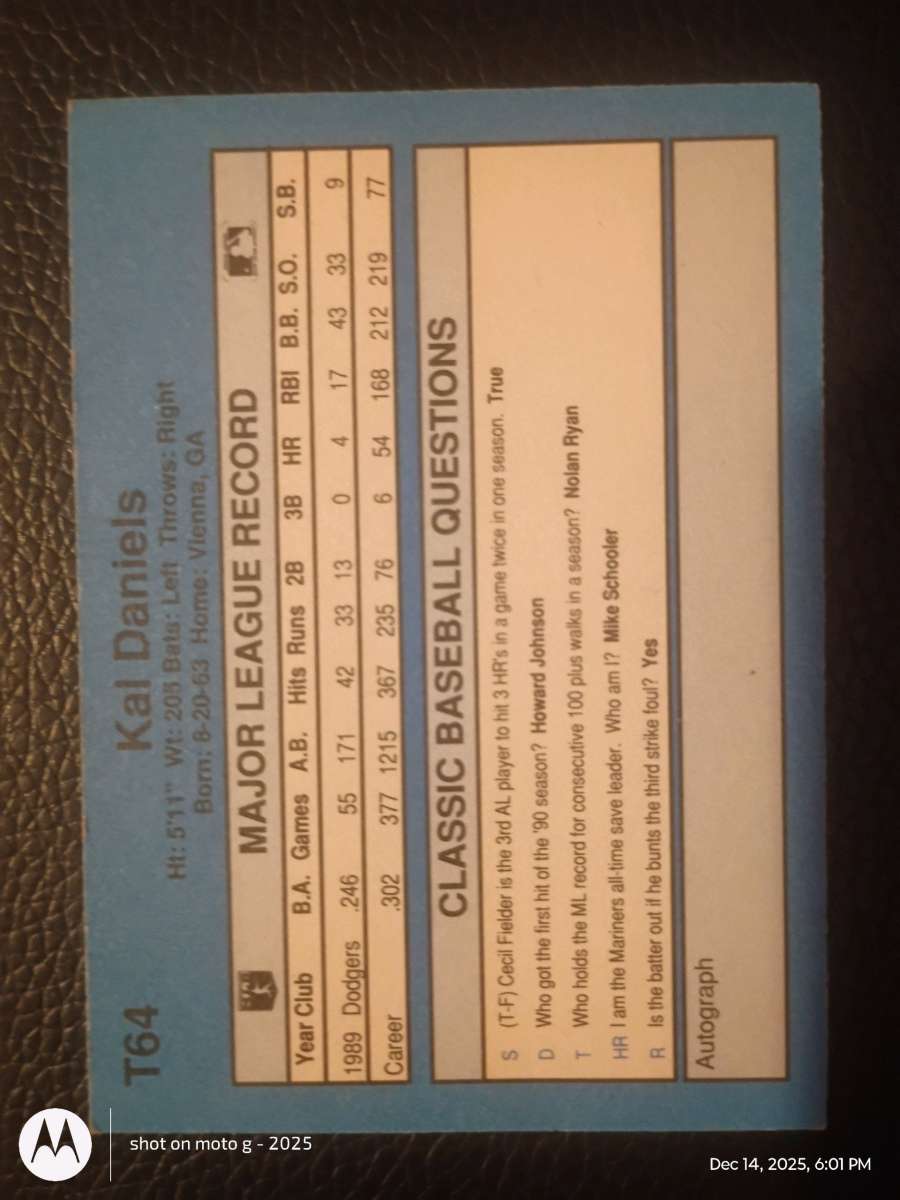 T64 Kal Daniels
Ht: 5'11" Wt: 205 Bats: Left Throws: Right
Born: 8-20-63 Home: Vienna, GA
MAJOR LEAGUE RECORD
Year Club B.A. Games A.B. Hits Runs 2B 3B HR RBI B.B. S.O. S.B.
1989 Dodgers .246 55 171 42 33 13 0 4 17 43 33 9
Career .302 377 1215 367 235 76 6 54 168 212 219 77
CLASSIC BASEBALL QUESTIONS
S (T-F) Cecil Fielder is the 3rd AL player to hit 3 HR's in a game twice in one season. True
D Who got the first hit of the '90 season? Howard Johnson
T Who holds the ML record for consecutive 100 plus walks in a season? Nolan Ryan
HR I am the Mariners all-time save leader. Who am I? Mike Schooler
R Is the batter out if he bunts the third strike foul? Yes
Autograph
shot on moto g - 2025
Dec 14, 2025, 6:01 PM